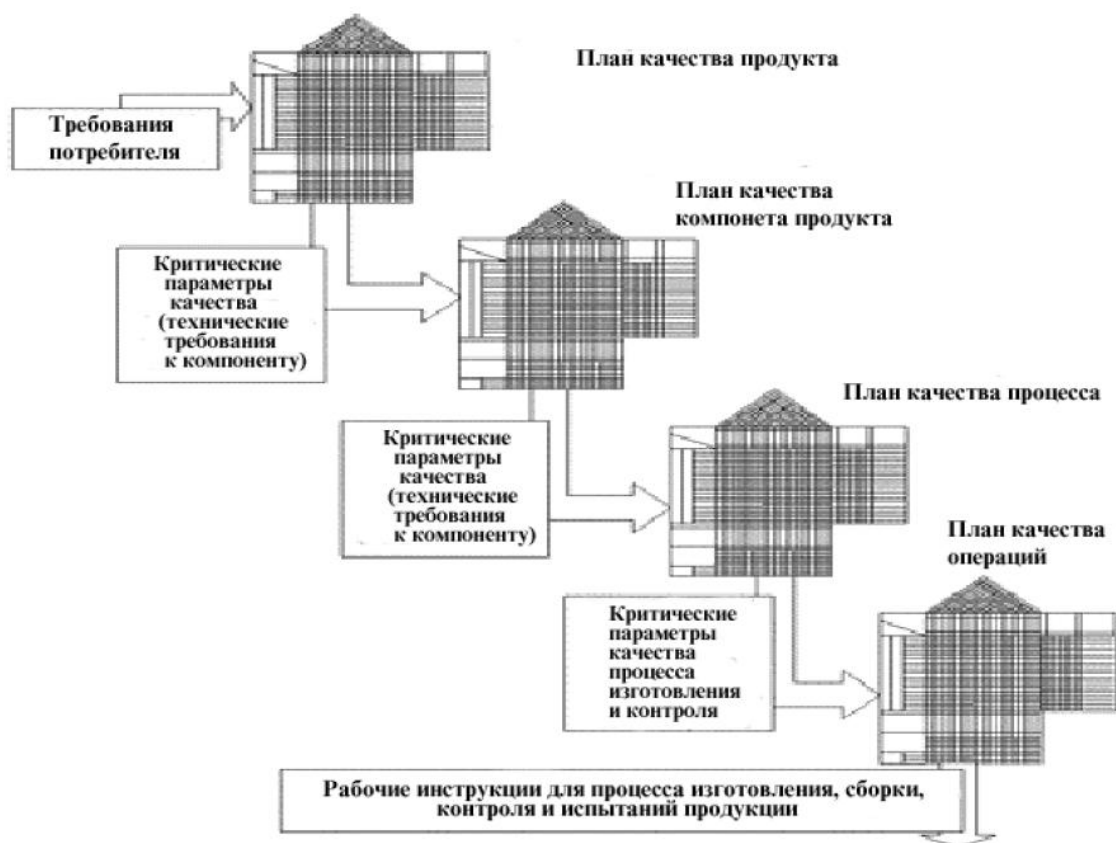 План качества продукта
Требования
потребителя
План качества
компонета продукта
Критические
параметры
качества
(технические
требования
к компоненту)
План качества процесса
Критические
параметры
качества
(технические
требования
к компоненту)
План качества
операций
Критические
параметры
качества
процесса
изготовления
и контроля
Рабочие инструкции для процесса изготовления, сборки,
контроля и испытаний продукции